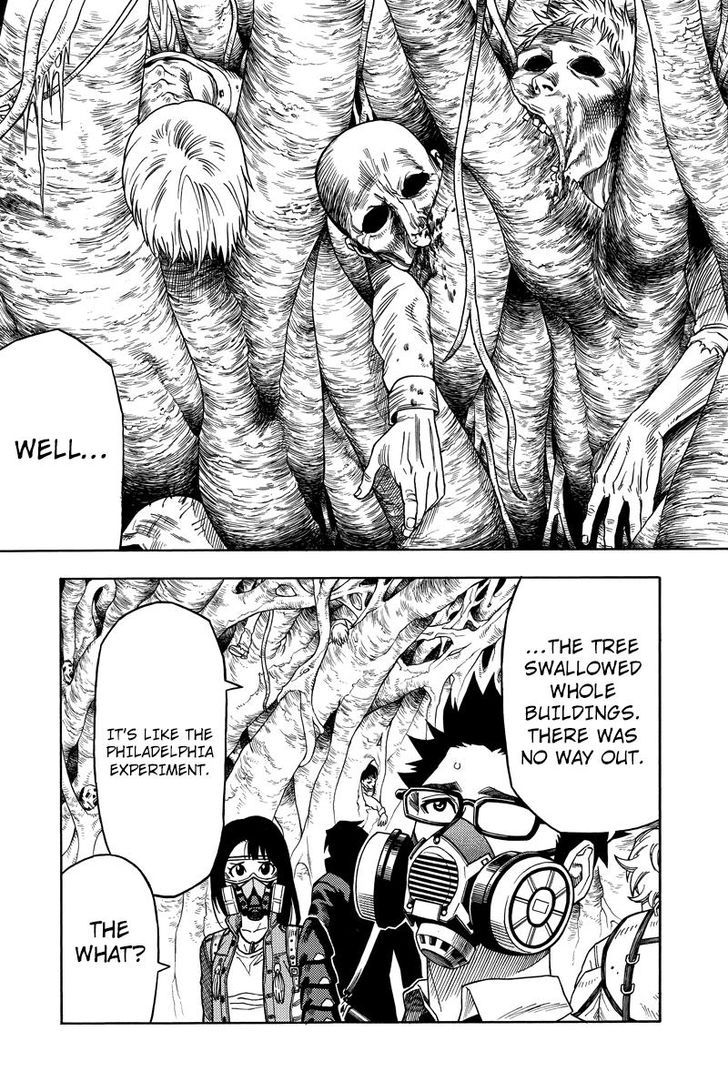 WELL...
...THE TREE
SWALLOWED
WHOLE
BUILDINGS.
THERE WAS
NO WAY OUT.
IT'S LIKE THE
PHILADELPHIA
EXPERIMENT.
THE
WHAT?